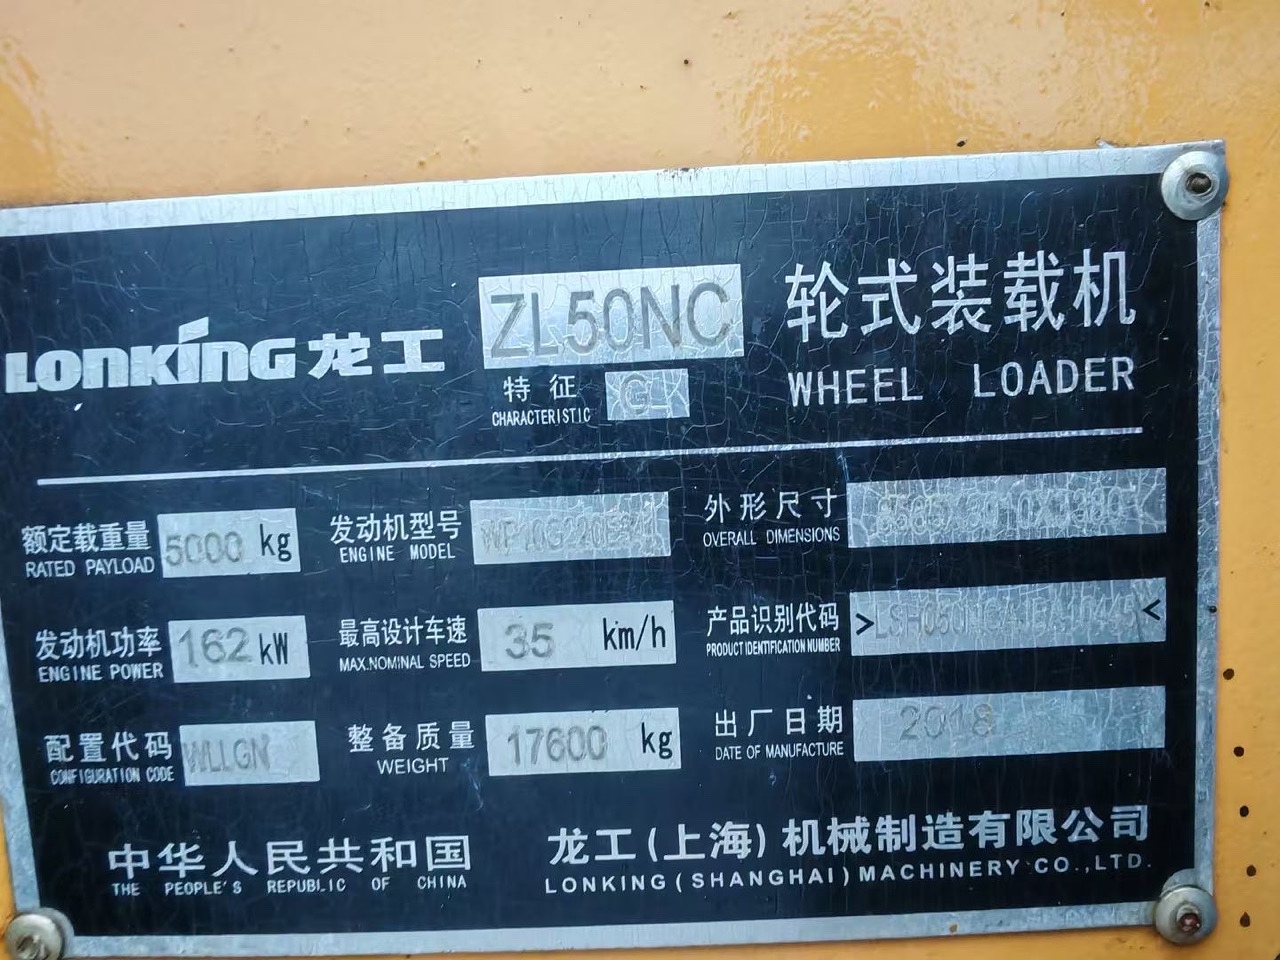 LONKING 龙工 ZL50NC 轮式装载机
特征 GL WHEEL LOADER
CHARACTERISTIC
额定载重量 5000 kg 发动机型号 外形尺寸
RATED PAYLOAD ENGINE MODEL OVERALL DIMENSIONS
发动机功率 162 kW 最高设计车速 35 km/h 产品识别代码
ENGINE POWER MAX.NOMINAL SPEED PRODUCT IDENTIFICATION NUMBER
配置代码 WLLGN 整备质量 17600 kg 出厂日期 2018
CONFIGURATION CODE WEIGHT DATE OF MANUFACTURE
中华人民共和国 龙工(上海)机械制造有限公司
THE PEOPLE'S REPUBLIC OF CHINA LONKING(SHANGHAI)MACHINERY CO.,LTD.